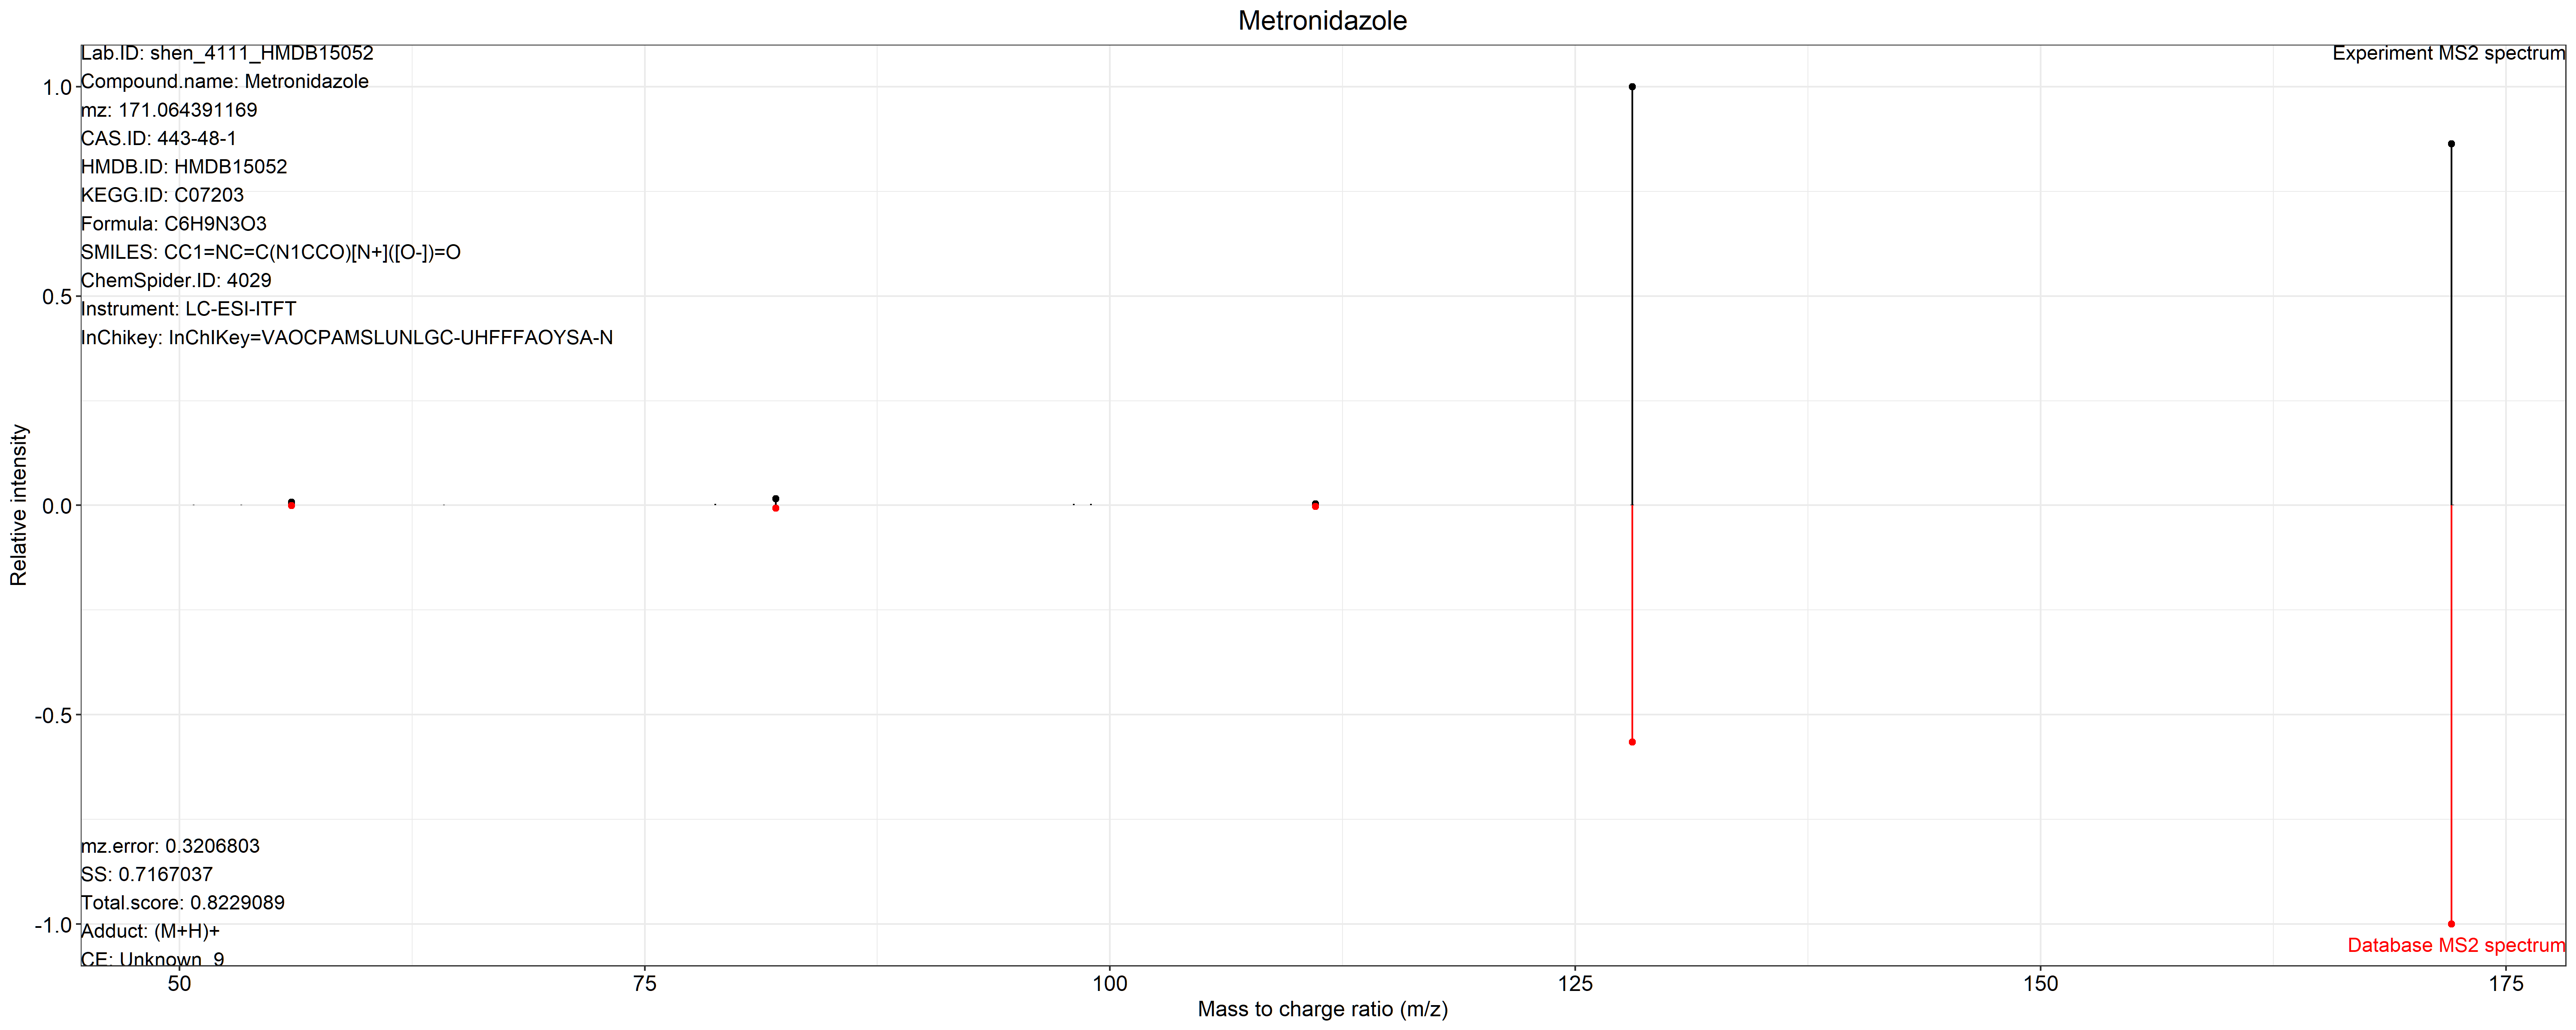 Metronidazole
Lab.ID: shen_4111_HMDB15052
Experiment MS2 spectrum
Compound.name: Metronidazole
mz: 171.064391169
CAS.ID: 443-48-1
HMDB.ID: HMDB15052
KEGG.ID: C07203
Formula: C6H9N3O3
SMILES: CC1=NC=C(N1CCO)[N+]([O-])=O
ChemSpider.ID: 4029
Instrument: LC-ESI-ITFT
InChikey: InChIKey=VAOCPAMSLUNLGC-UHFFFAOYSA-N
1.0
0.5
0.0
-0.5
-1.0
Relative intensity
mz.error: 0.3206803
SS: 0.7167037
Total.score: 0.8229089
Adduct: (M+H)+
CE: Unknown_9
Database MS2 spectrum
50 75 100 125 150 175
Mass to charge ratio (m/z)